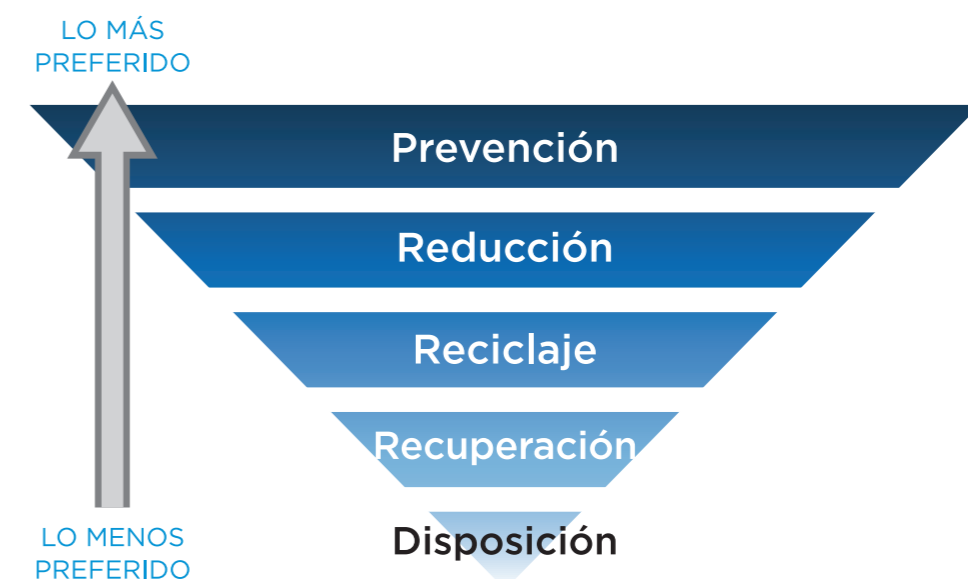 LO MÁS
PREFERIDO
Prevención
Reducción
Reciclaje
Recuperación
Disposición
LO MENOS
PREFERIDO